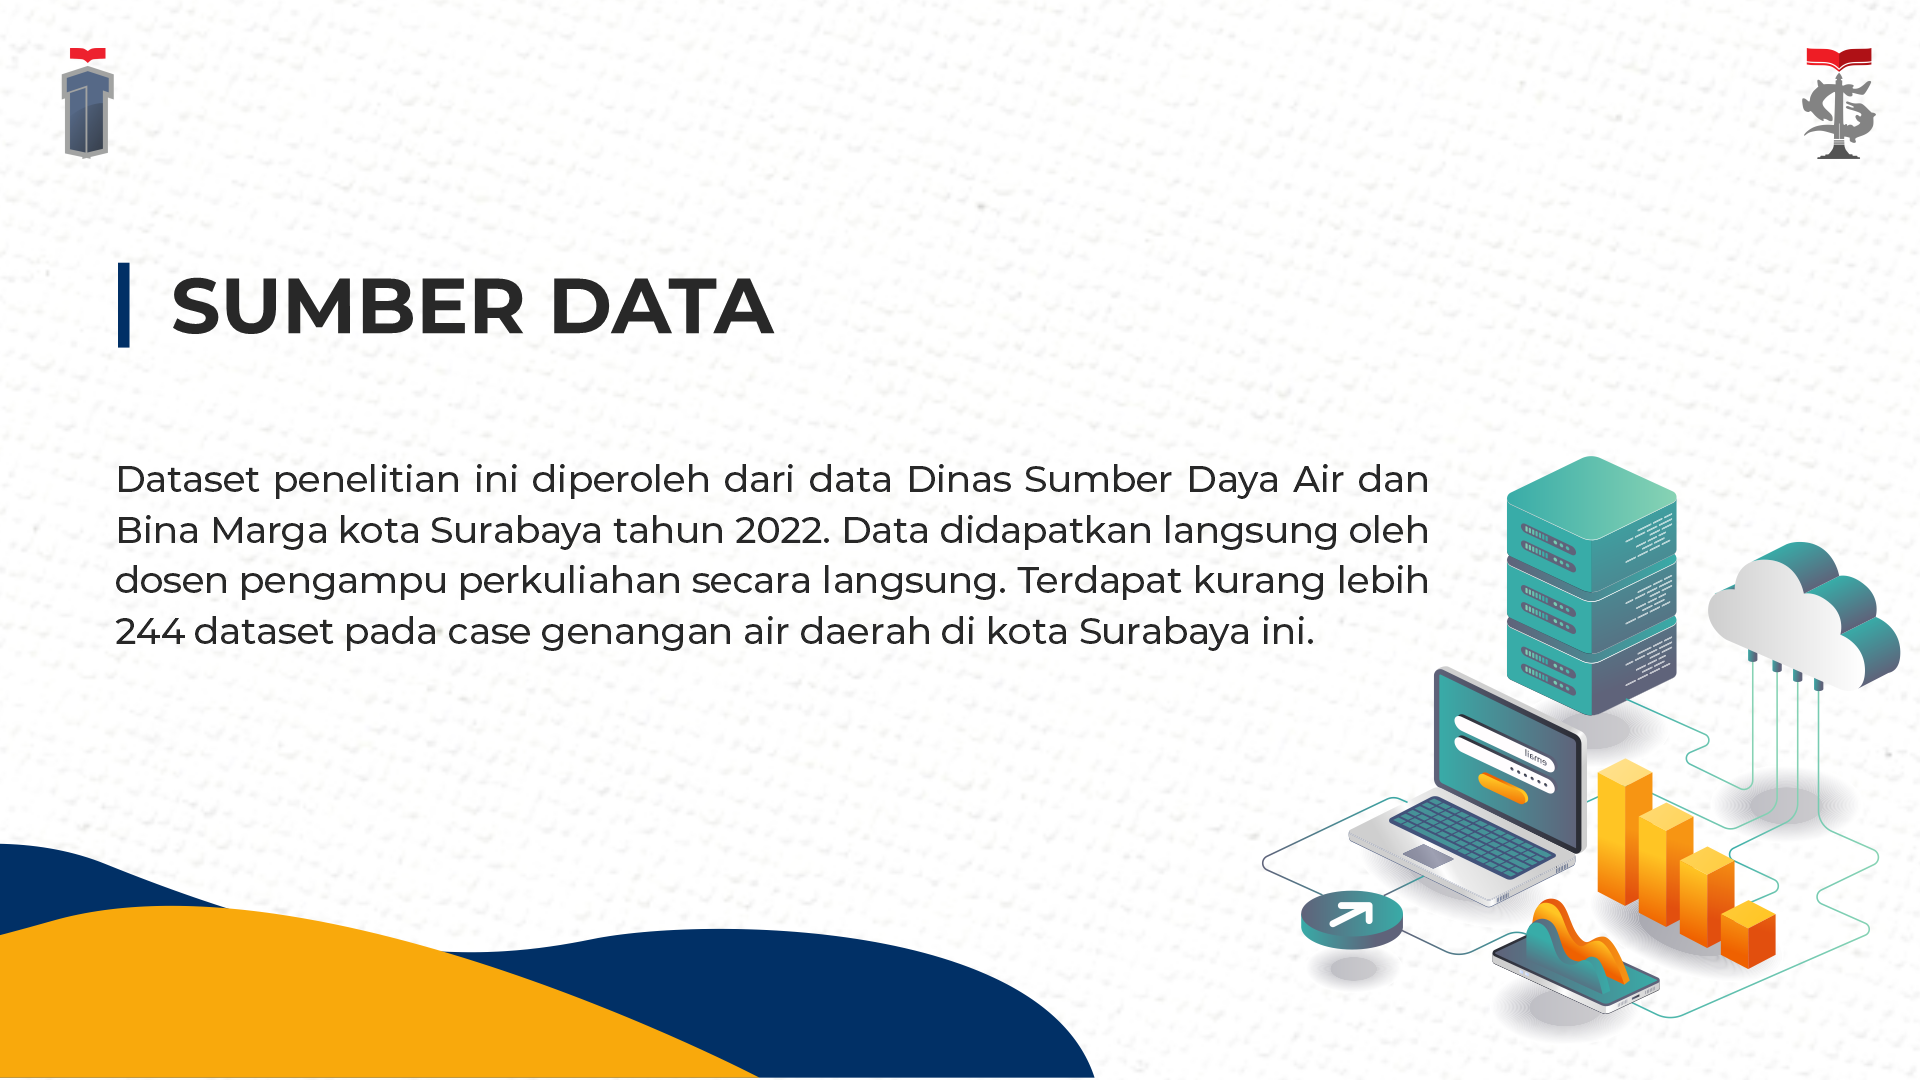 SUMBER DATA
Dataset penelitian ini diperoleh dari data Dinas Sumber Daya Air dan
Bina Marga kota Surabaya tahun 2022. Data didapatkan langsung oleh
dosen pengampu perkuliahan secara langsung. Terdapat kurang lebih
244 dataset pada case genangan air daerah di kota Surabaya ini.
email